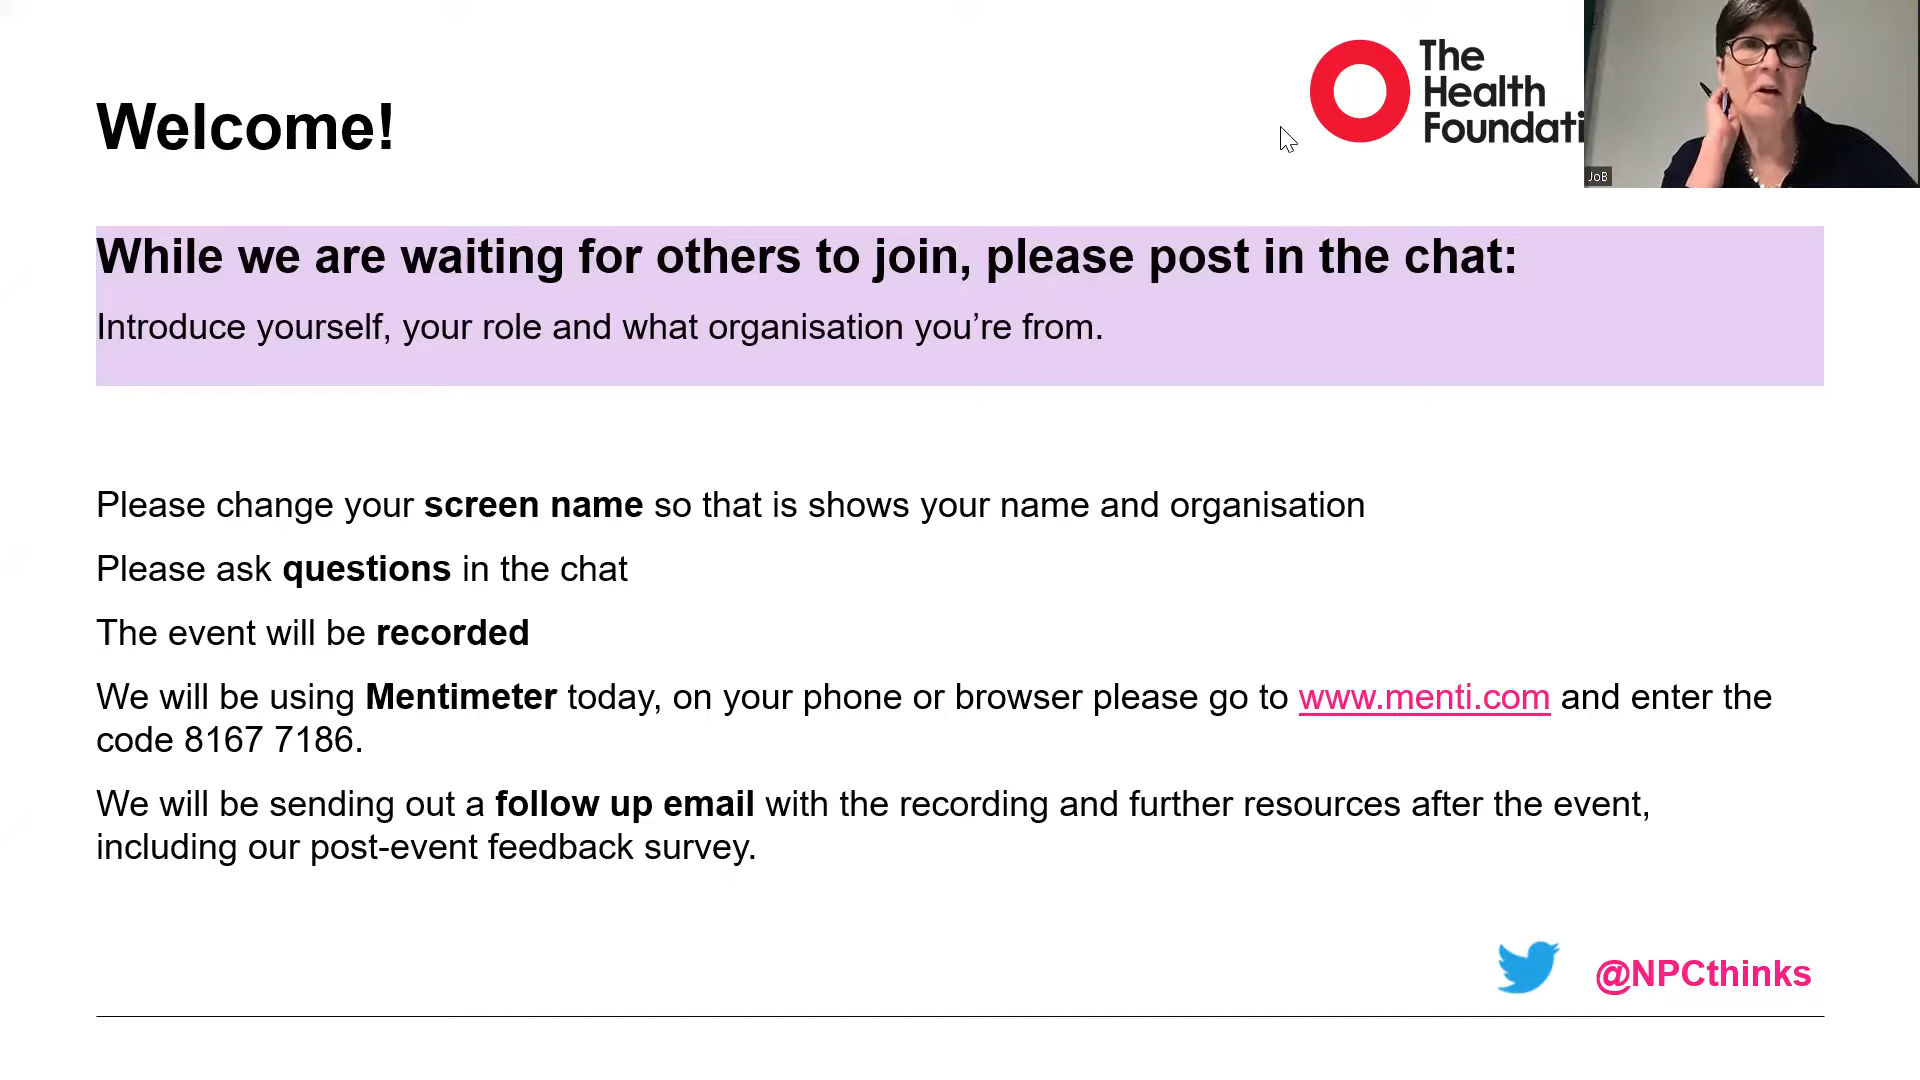 Welcome!
The
Health
Foundati
JoB
While we are waiting for others to join, please post in the chat:
Introduce yourself, your role and what organisation you’re from.
Please change your screen name so that is shows your name and organisation
Please ask questions in the chat
The event will be recorded
We will be using Mentimeter today, on your phone or browser please go to www.menti.com and enter the
code 8167 7186.
We will be sending out a follow up email with the recording and further resources after the event,
including our post-event feedback survey.
@NPCthinks